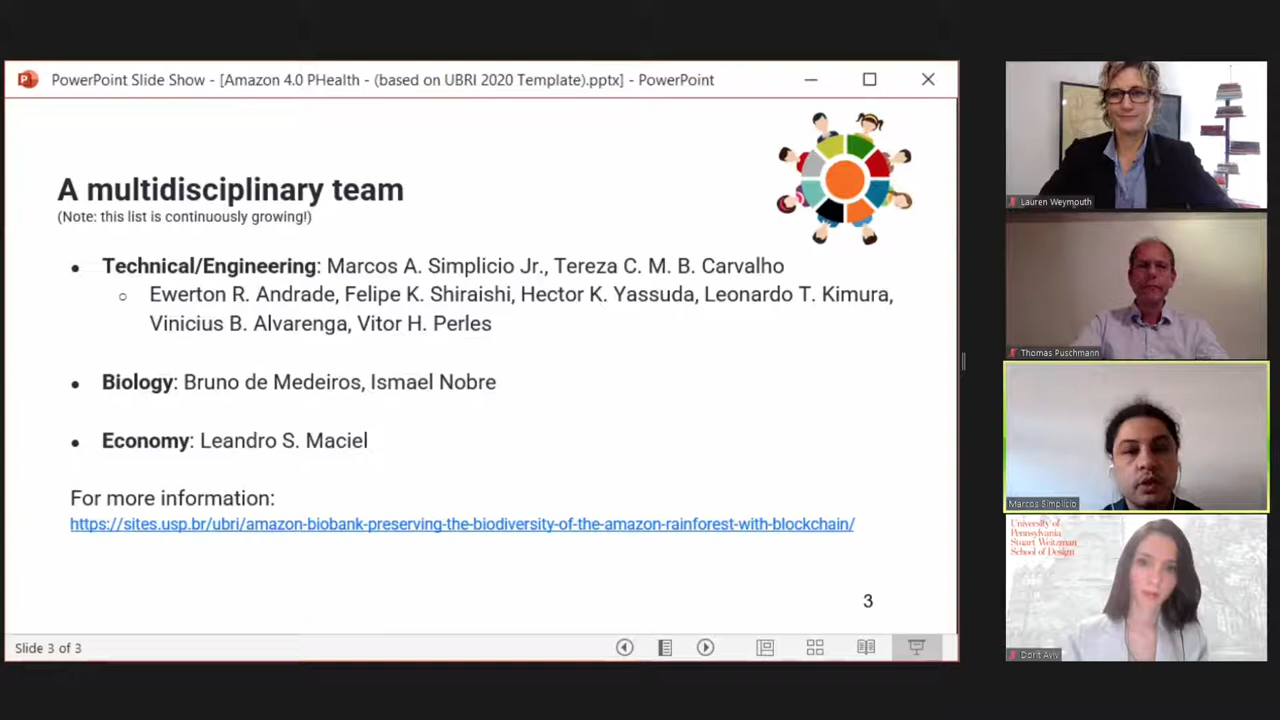 PowerPoint Slide Show - [Amazon 4.0 PHealth - (based on UBRI 2020 Template).pptx] - PowerPoint
A multidisciplinary team
(Note: this list is continuously growing!)
• Technical/Engineering: Marcos A. Simplicio Jr., Tereza C. M. B. Carvalho
○ Ewerton R. Andrade, Felipe K. Shiraishi, Hector K. Yassuda, Leonardo T. Kimura,
Vinicius B. Alvarenga, Vitor H. Perles
• Biology: Bruno de Medeiros, Ismael Nobre
• Economy: Leandro S. Maciel
For more information:
https://sites.usp.br/ubri/amazon-biobank-preserving-the-biodiversity-of-the-amazon-rainforest-with-blockchain/
3
Slide 3 of 3
Lauren Weymouth
Thomas Puschmann
Marcos Simplicio
University of
Pennsylvania
Stuart Weitzman
School of Design
Dorit Aviv